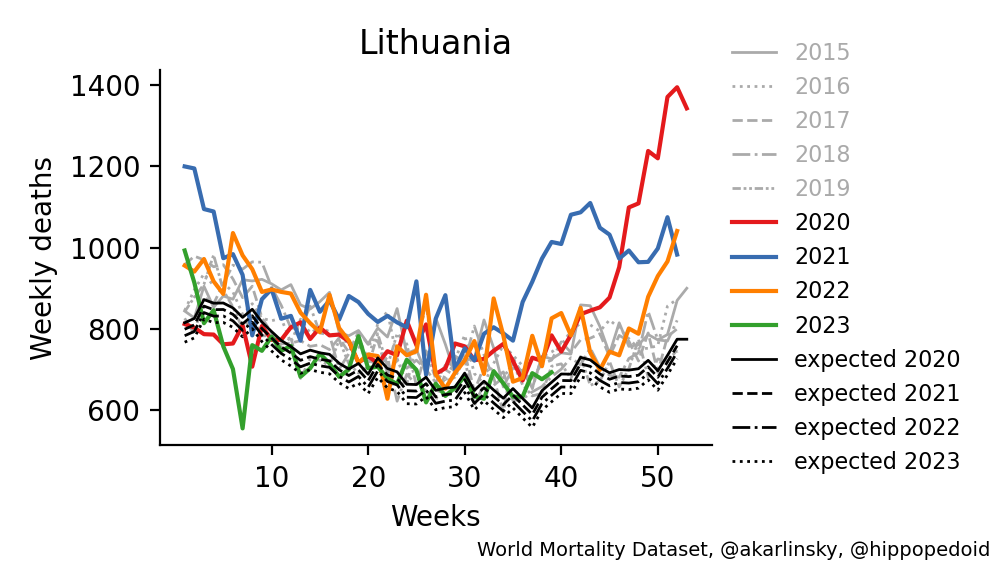 Lithuania
1400
1200
1000
800
600
Weekly deaths
10
20
30
40
50
Weeks
2015
2016
2017
2018
2019
2020
2021
2022
2023
expected 2020
expected 2021
expected 2022
expected 2023
World Mortality Dataset, @akarlinsky, @hippopedoid